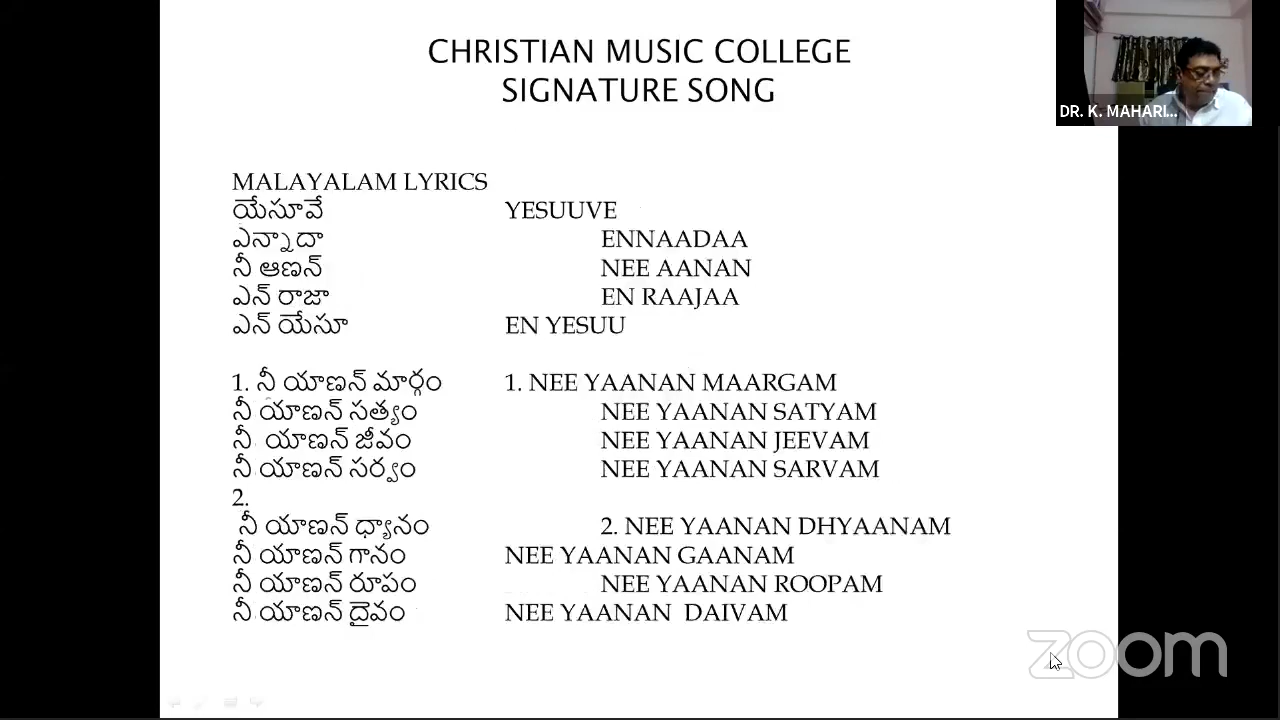 CHRISTIAN MUSIC COLLEGE
SIGNATURE SONG
DR. K. MAHARI...
MALAYALAM LYRICS
యేసూవే YESUUVE
ఎన్నాదా ENNAADAA
నీ ఆణన్ NEE AANAN
ఎన్ రాజా EN RAAJAA
ఎన్ యేసూ EN YESUU
1. నీ యాణన్ మార్గం 1. NEE YAANAN MAARGAM
నీ యాణన్ సత్యం NEE YAANAN SATYAM
నీ యాణన్ జీవం NEE YAANAN JEEVAM
నీ యాణన్ సర్వం NEE YAANAN SARVAM
2.
నీ యాణన్ ధ్యానం 2. NEE YAANAN DHYAANAM
నీ యాణన్ గానం NEE YAANAN GAANAM
నీ యాణన్ రూపం NEE YAANAN ROOPAM
నీ యాణన్ దైవం NEE YAANAN DAIVAM
zoom